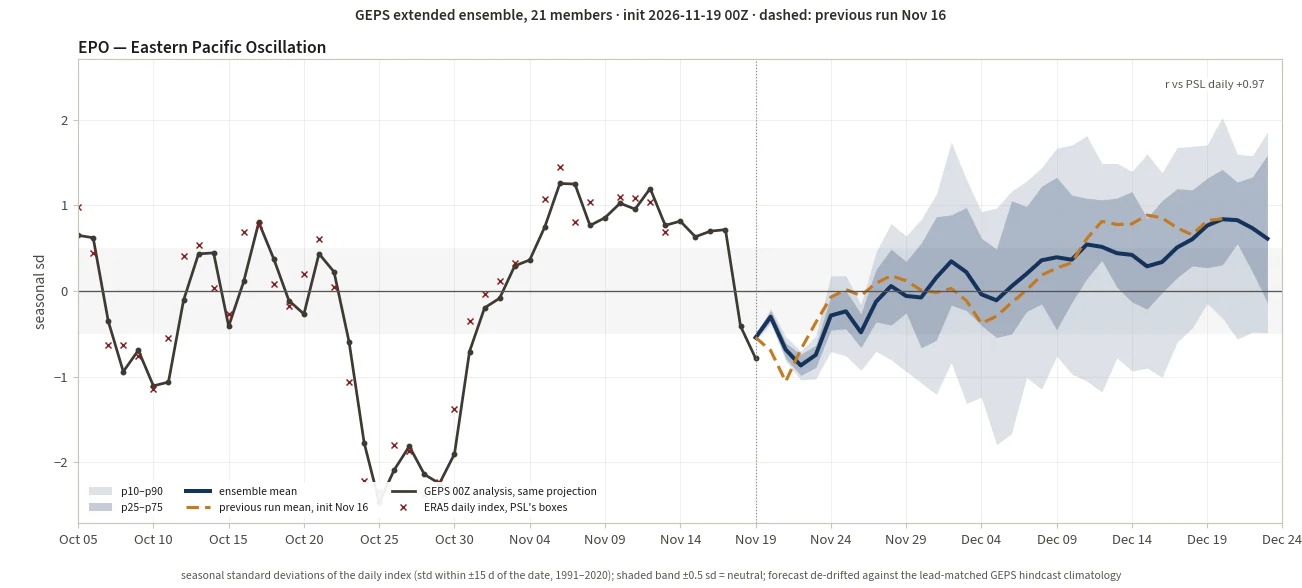 GEPS extended ensemble, 21 members · init 2026-11-19 00Z · dashed: previous run Nov 16
EPO — Eastern Pacific Oscillation
r vs PSL daily +0.97
seasonal sd
2
1
0
−1
−2
p10–p90
p25–p75
ensemble mean
previous run mean, init Nov 16
GEPS 00Z analysis, same projection
ERA5 daily index, PSL's boxes
Oct 05 Oct 10 Oct 15 Oct 20 Oct 25 Oct 30 Nov 04 Nov 09 Nov 14 Nov 19 Nov 24 Nov 29 Dec 04 Dec 09 Dec 14 Dec 19 Dec 24
seasonal standard deviations of the daily index (std within ±15 d of the date, 1991–2020); shaded band ±0.5 sd = neutral; forecast de-drifted against the lead-matched GEPS hindcast climatology